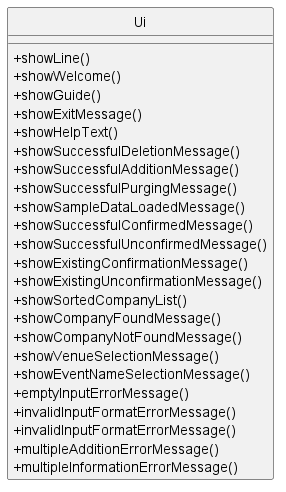 Ui
+showLine()
+showWelcome()
+showGuide()
+showExitMessage()
+showHelpText()
+showSuccessfulDeletionMessage()
+showSuccessfulAdditionMessage()
+showSuccessfulPurgingMessage()
+showSampleDataLoadedMessage()
+showSuccessfulConfirmedMessage()
+showSuccessfulUnconfirmedMessage()
+showExistingConfirmationMessage()
+showExistingUnconfirmationMessage()
+showSortedCompanyList()
+showCompanyFoundMessage()
+showCompanyNotFoundMessage()
+showVenueSelectionMessage()
+showEventNameSelectionMessage()
+emptyInputErrorMessage()
+invalidInputFormatErrorMessage()
+invalidInputFormatErrorMessage()
+multipleAdditionErrorMessage()
+multipleInformationErrorMessage()